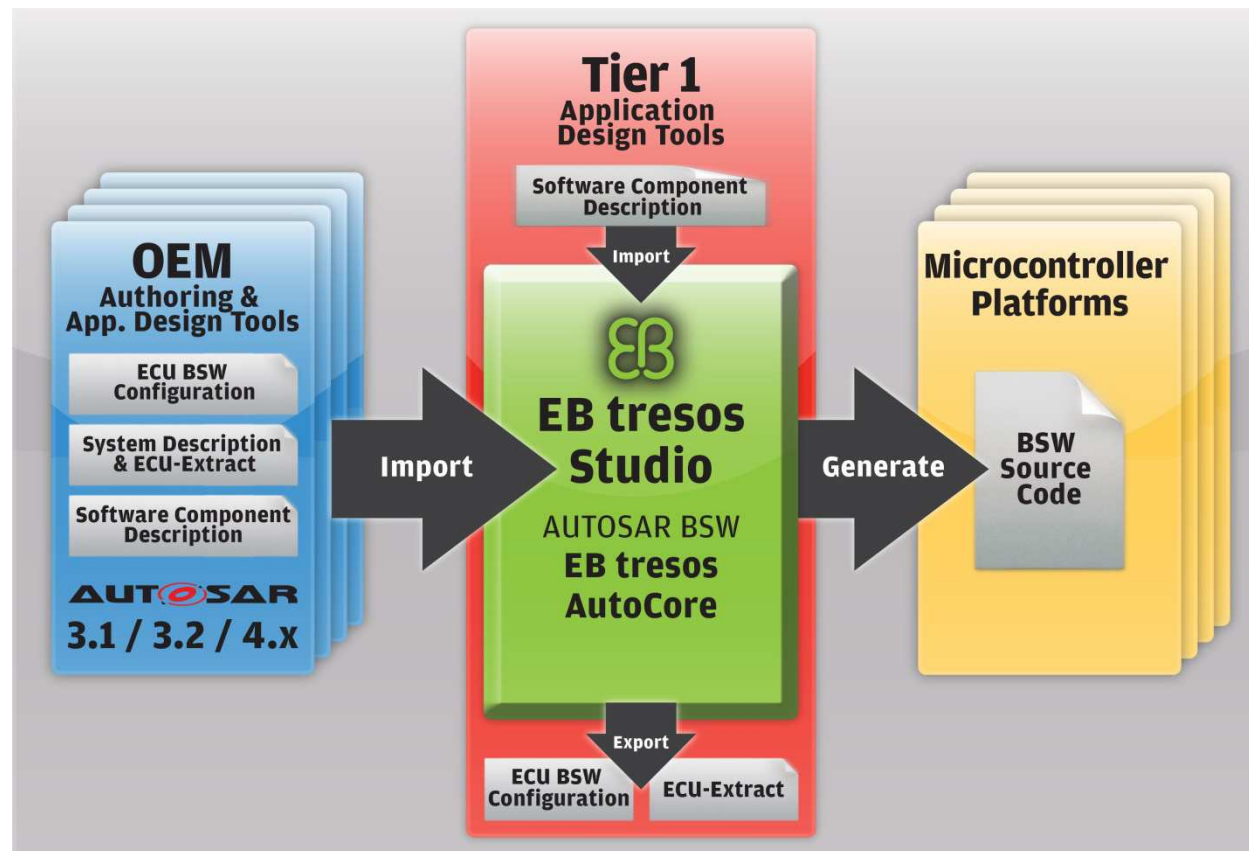 OEM
Authoring &
App. Design Tools
ECU BSW
Configuration
System Description
& ECU-Extract
Software Component
Description
AUTOSAR
3.1 / 3.2 / 4.x
Import
Tier 1
Application
Design Tools
Software Component
Description
Import
EB
EB tresos
Studio
AUTOSAR BSW
EB tresos
AutoCore
Export
ECU BSW
Configuration
ECU-Extract
Generate
Microcontroller
Platforms
BSW
Source
Code